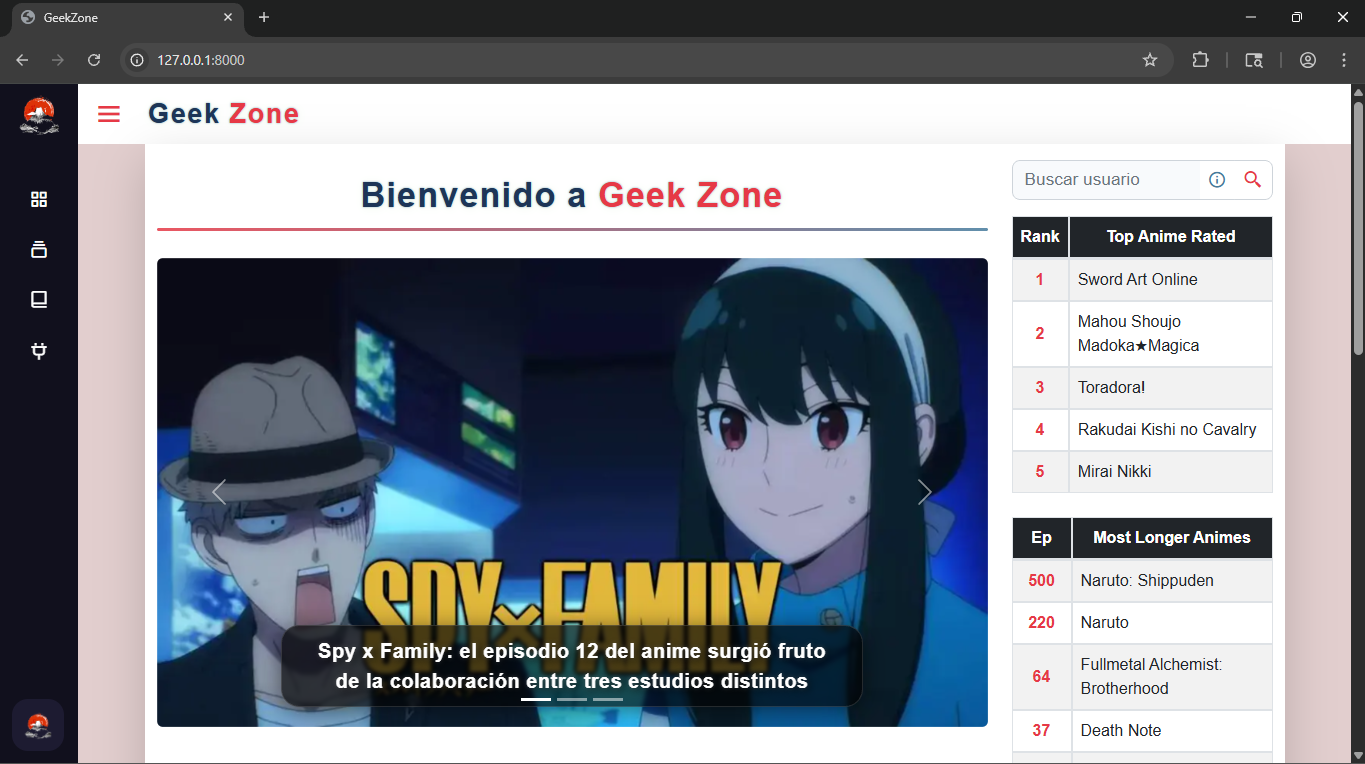 GeekZone
127.0.0.1:8000
Geek Zone
Bienvenido a Geek Zone
SPY×FAMILY
Spy x Family: el episodio 12 del anime surgió fruto
de la colaboración entre tres estudios distintos
Buscar usuario
Rank Top Anime Rated
1 Sword Art Online
2 Mahou Shoujo
Madoka★Magica
3 Toradora!
4 Rakudai Kishi no Cavalry
5 Mirai Nikki
Ep Most Longer Animes
500 Naruto: Shippuden
220 Naruto
64 Fullmetal Alchemist:
Brotherhood
37 Death Note